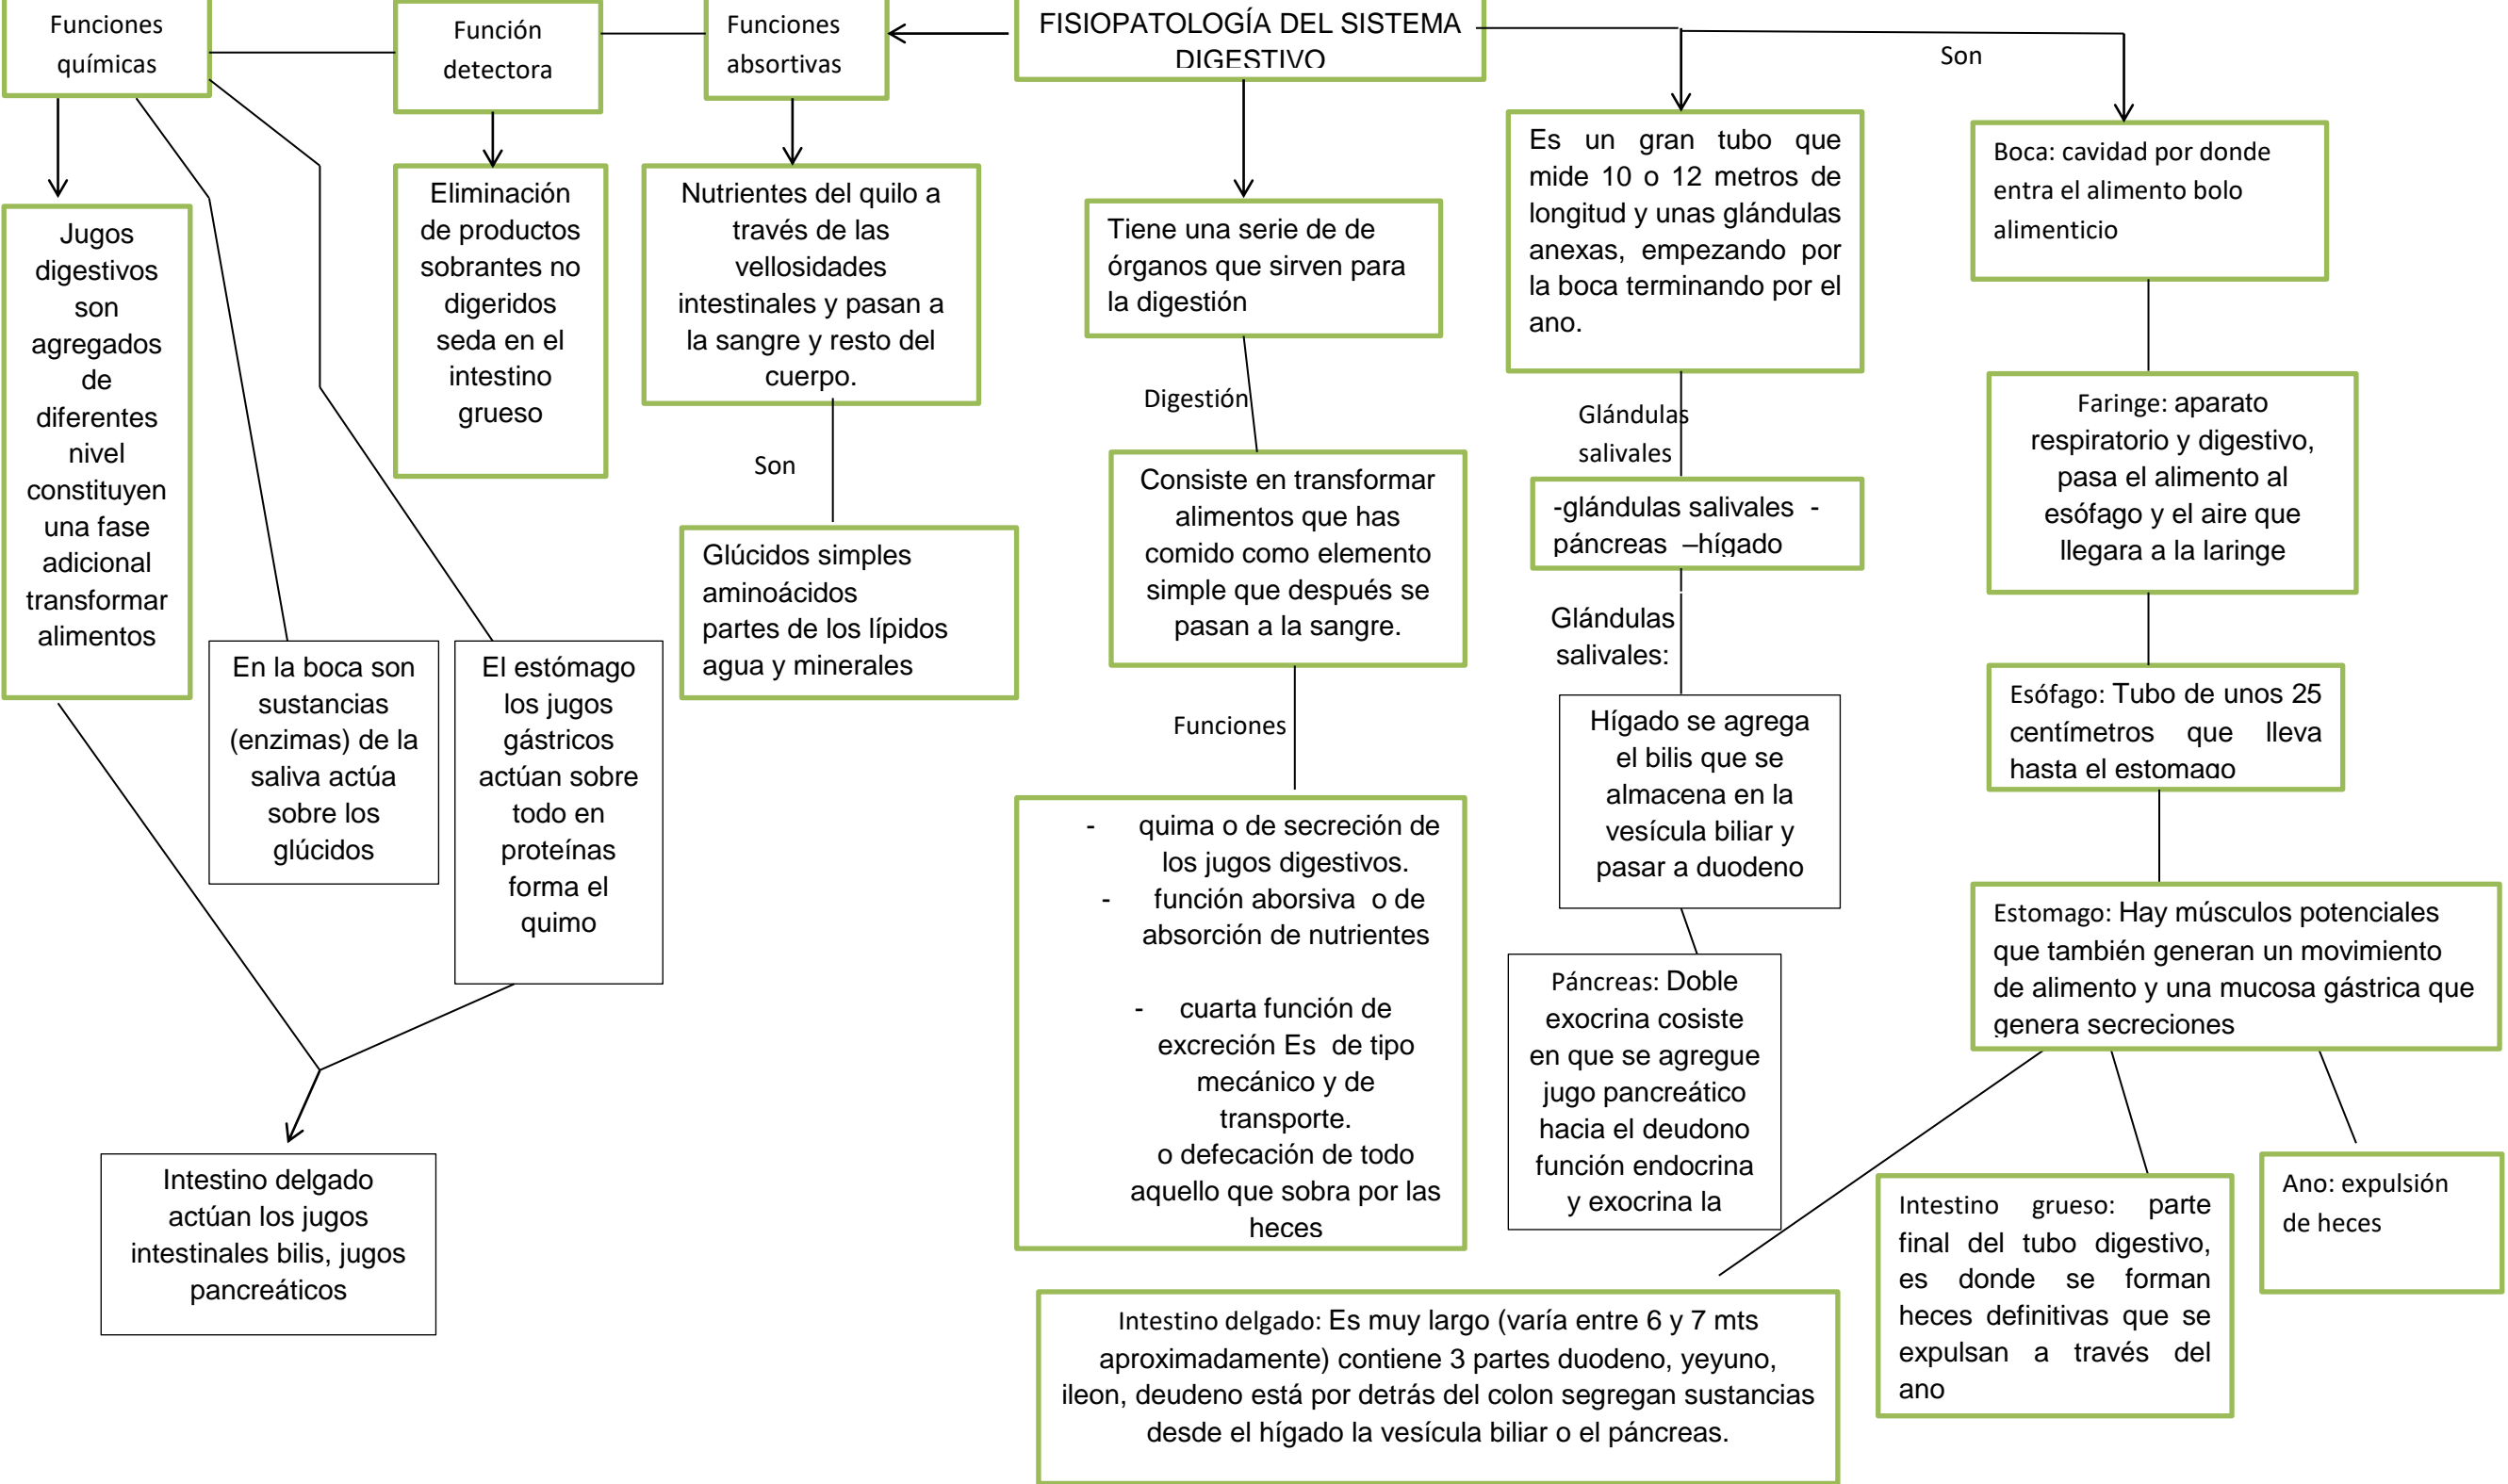 Funciones
químicas
Función
detectora
Funciones
absortivas
FISIOPATOLOGÍA DEL SISTEMA
DIGESTIVO
Son
Jugos
digestivos
son
agregados
de
diferentes
nivel
constituyen
una fase
adicional
transformar
alimentos
Eliminación
de productos
sobrantes no
digeridos
seda en el
intestino
grueso
Nutrientes del quilo a
través de las
vellosidades
intestinales y pasan a
la sangre y resto del
cuerpo.
Son
Glúcidos simples
aminoácidos
partes de los lípidos
agua y minerales
En la boca son
sustancias
(enzimas) de la
saliva actúa
sobre los
glúcidos
El estómago
los jugos
gástricos
actúan sobre
todo en
proteínas
forma el
quimo
Intestino delgado
actúan los jugos
intestinales bilis, jugos
pancreáticos
Tiene una serie de de
órganos que sirven para
la digestión
Digestión
Consiste en transformar
alimentos que has
comido como elemento
simple que después se
pasan a la sangre.
Funciones
- quima o de secreción de
los jugos digestivos.
- función aborsiva o de
absorción de nutrientes
- cuarta función de
excreción Es de tipo
mecánico y de
transporte.
o defecación de todo
aquello que sobra por las
heces
Es un gran tubo que
mide 10 o 12 metros de
longitud y unas glándulas
anexas, empezando por
la boca terminando por el
ano.
Glándulas
salivales
-glándulas salivales -
páncreas –hígado
Glándulas
salivales:
Hígado se agrega
el bilis que se
almacena en la
vesícula biliar y
pasar a duodeno
Páncreas: Doble
exocrina cosiste
en que se agregue
jugo pancreático
hacia el deudono
función endocrina
y exocrina la
Boca: cavidad por donde
entra el alimento bolo
alimenticio
Faringe: aparato
respiratorio y digestivo,
pasa el alimento al
esófago y el aire que
llegara a la laringe
Esófago: Tubo de unos 25
centímetros que lleva
hasta el estomago
Estomago: Hay músculos potenciales
que también generan un movimiento
de alimento y una mucosa gástrica que
genera secreciones
Intestino delgado: Es muy largo (varía entre 6 y 7 mts
aproximadamente) contiene 3 partes duodeno, yeyuno,
ileon, deudeno está por detrás del colon segregan sustancias
desde el hígado la vesícula biliar o el páncreas.
Intestino grueso: parte
final del tubo digestivo,
es donde se forman
heces definitivas que se
expulsan a través del
ano
Ano: expulsión
de heces